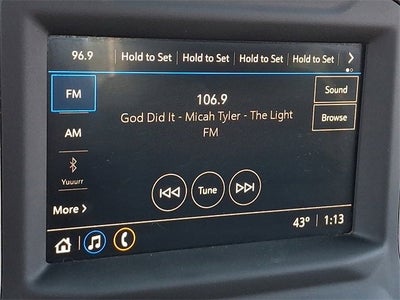 96.9 Hold to Set Hold to Set Hold to Set Hold to Set
FM
106.9
God Did It - Micah Tyler - The Light
FM
Sound
Browse
AM
Yuuurr
Tune
More
43° 1:13